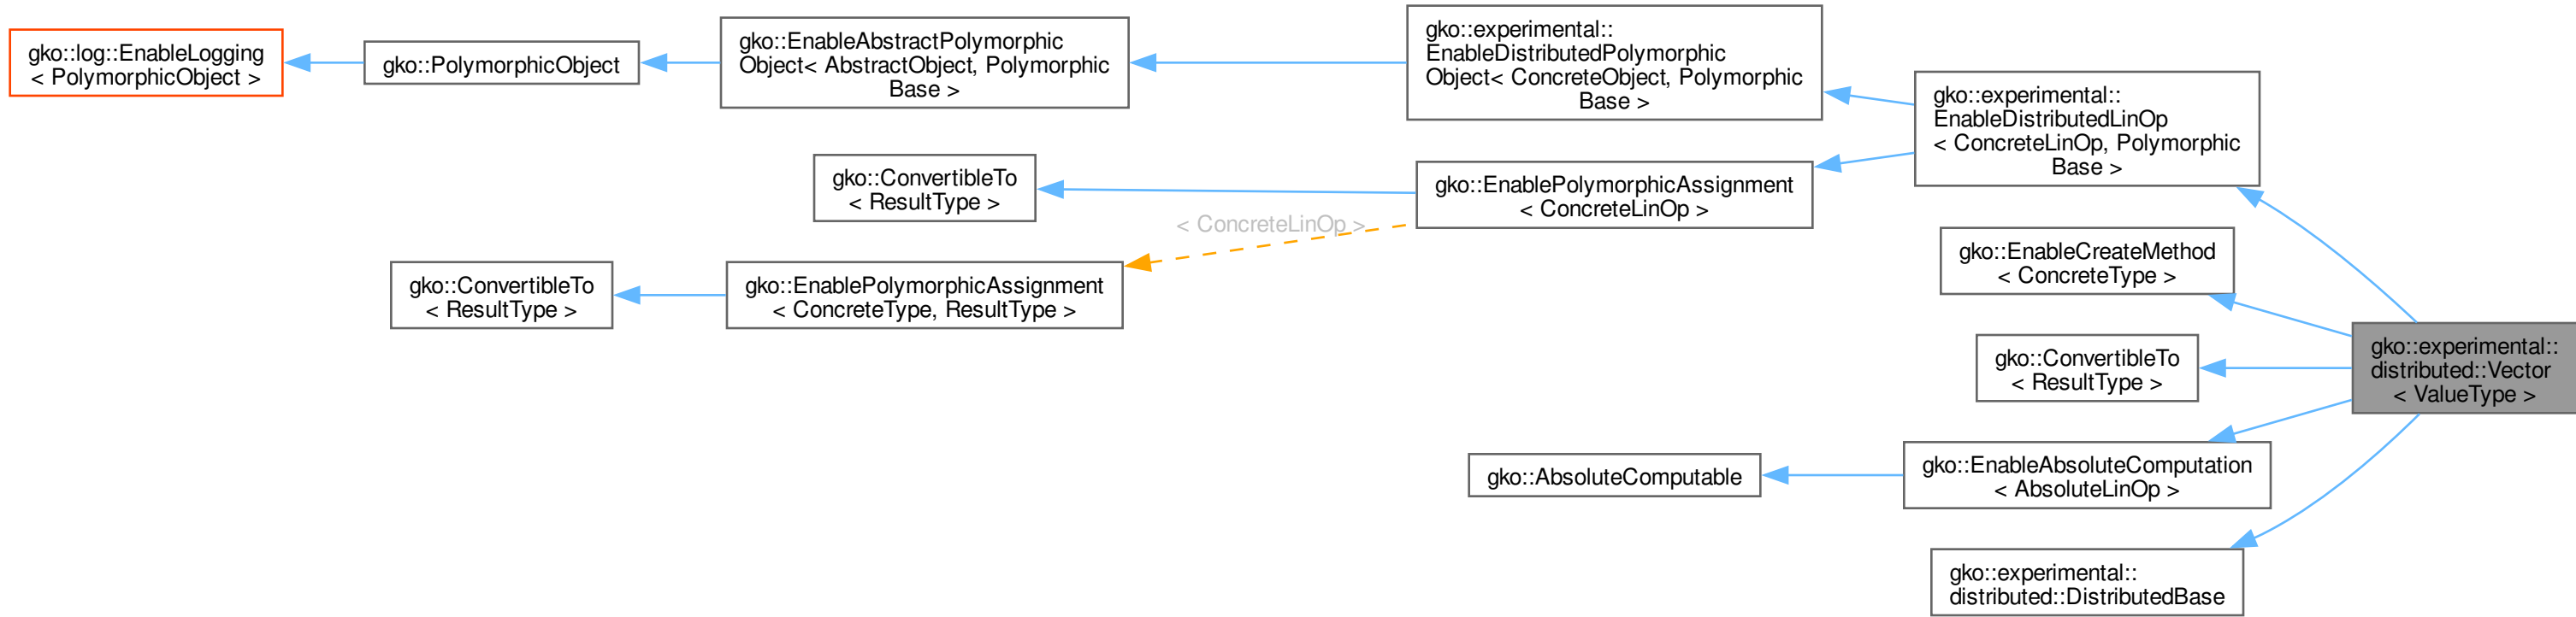 gko::log::EnableLogging
< PolymorphicObject >
gko::PolymorphicObject
gko::EnableAbstractPolymorphic
Object< AbstractObject, Polymorphic
Base >
gko::experimental::
EnableDistributedPolymorphic
Object< ConcreteObject, Polymorphic
Base >
gko::experimental::
EnableDistributedLinOp
< ConcreteLinOp, Polymorphic
Base >
gko::ConvertibleTo
< ResultType >
gko::EnablePolymorphicAssignment
< ConcreteLinOp >
< ConcreteLinOp >
gko::ConvertibleTo
< ResultType >
gko::EnablePolymorphicAssignment
< ConcreteType, ResultType >
gko::EnableCreateMethod
< ConcreteType >
gko::ConvertibleTo
< ResultType >
gko::experimental::
distributed::Vector
< ValueType >
gko::AbsoluteComputable
gko::EnableAbsoluteComputation
< AbsoluteLinOp >
gko::experimental::
distributed::DistributedBase